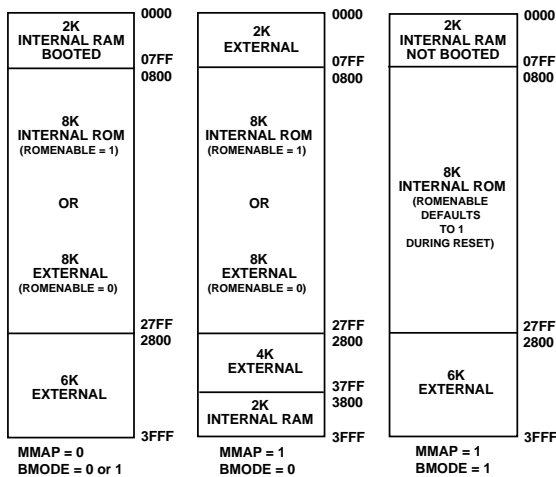 2K
INTERNAL RAM
BOOTED
0000
07FF
0800
8K
INTERNAL ROM
(ROMENABLE = 1)
OR
8K
EXTERNAL
(ROMENABLE = 0)
27FF
2800
6K
EXTERNAL
3FFF
MMAP = 0
BMODE = 0 or 1
2K
EXTERNAL
0000
07FF
0800
8K
INTERNAL ROM
(ROMENABLE = 1)
OR
8K
EXTERNAL
(ROMENABLE = 0)
27FF
2800
4K
EXTERNAL
37FF
3800
2K
INTERNAL RAM
3FFF
MMAP = 1
BMODE = 0
2K
INTERNAL RAM
NOT BOOTED
0000
07FF
0800
8K
INTERNAL ROM
(ROMENABLE
DEFAULTS
TO 1
DURING RESET)
27FF
2800
6K
EXTERNAL
3FFF
MMAP = 1
BMODE = 1